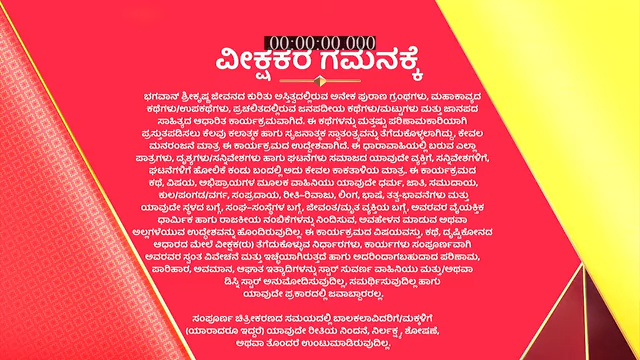 00:00:00.000
ವೀಕ್ಷಕರ ಗಮನಕ್ಕೆ
ಭಗವಾನ್ ಶ್ರೀಕೃಷ್ಣ ಜೀವನದ ಕುರಿತು ಅಸ್ತಿತ್ವದಲ್ಲಿರುವ ಅನೇಕ ಪುರಾಣ ಗ್ರಂಥಗಳು, ಮಹಾಕಾವ್ಯದ
ಕಥೆಗಳು/ಉಪಕಥೆಗಳು, ಪ್ರಚಲಿತದಲ್ಲಿರುವ ಜನಪದೀಯ ಕಥೆಗಳು/ಮಟ್ಟುಗಳು ಮತ್ತು ಜಾನಪದ
ಸಾಹಿತ್ಯದ ಆಧಾರಿತ ಕಾರ್ಯಕ್ರಮವಾಗಿದೆ. ಈ ಕಥೆಗಳನ್ನು ಮತ್ತಷ್ಟು ಪರಿಣಾಮಕಾರಿಯಾಗಿ
ಪ್ರಸ್ತುತಪಡಿಸಲು ಕೆಲವು ಕಲಾತ್ಮಕ ಹಾಗು ಸೃಜನಾತ್ಮಕ ಸ್ವಾತಂತ್ರ್ಯವನ್ನು ತೆಗೆದುಕೊಳ್ಳಲಾಗಿದ್ದು, ಕೇವಲ
ಮನರಂಜನೆ ಮಾತ್ರ ಈ ಕಾರ್ಯಕ್ರಮದ ಉದ್ದೇಶವಾಗಿದೆ. ಈ ಧಾರಾವಾಹಿಯಲ್ಲಿ ಬರುವ ಎಲ್ಲಾ
ಪಾತ್ರಗಳು, ದೃಶ್ಯಗಳು/ಸನ್ನಿವೇಶಗಳು ಹಾಗು ಘಟನೆಗಳು ಸಮಾಜದ ಯಾವುದೇ ವ್ಯಕ್ತಿಗೆ, ಸನ್ನಿವೇಶಗಳಿಗೆ,
ಘಟನೆಗಳಿಗೆ ಹೋಲಿಕೆ ಕಂಡು ಬಂದಲ್ಲಿ ಅದು ಕೇವಲ ಕಾಕತಾಳಿಯ ಮಾತ್ರ. ಈ ಕಾರ್ಯಕ್ರಮದ
ಕಥೆ, ವಿಷಯ, ಅಭಿಪ್ರಾಯಗಳ ಮೂಲಕ ವಾಹಿನಿಯು ಯಾವುದೇ ಧರ್ಮ, ಜಾತಿ, ಸಮುದಾಯ,
ಕುಲ/ಪಂಗಡ/ವರ್ಗ, ಸಂಪ್ರದಾಯ, ರೀತಿ-ರಿವಾಜು, ಲಿಂಗ, ಭಾಷೆ, ತತ್ವ-ಭಾವನೆಗಳು ಮತ್ತು
ಯಾವುದೇ ಸ್ಥಳದ ಬಗ್ಗೆ, ಸಂಘ-ಸಂಸ್ಥೆಗಳ ಬಗ್ಗೆ, ಜೀವಂತ/ಮೃತ ವ್ಯಕ್ತಿಯ ಬಗ್ಗೆ, ಅವರವರ ವೈಯಕ್ತಿಕ
ಧಾರ್ಮಿಕ ಹಾಗು ರಾಜಕೀಯ ನಂಬಿಕೆಗಳನ್ನು ನಿಂದಿಸುವ, ಅವಹೇಳನ ಮಾಡುವ ಅಥವಾ
ಅಲ್ಲಗಳೆಯುವ ಉದ್ದೇಶವನ್ನು ಹೊಂದಿರುವುದಿಲ್ಲ. ಈ ಕಾರ್ಯಕ್ರಮದ ವಿಷಯವಸ್ತು, ಕಥೆ, ದೃಷ್ಟಿಕೋನದ
ಆಧಾರದ ಮೇಲೆ ವೀಕ್ಷಕ(ರು) ತೆಗೆದುಕೊಳ್ಳುವ ನಿರ್ಧಾರಗಳು, ಕಾರ್ಯಗಳು ಸಂಪೂರ್ಣವಾಗಿ
ಅವರವರ ಸ್ವಂತ ವಿವೇಚನೆ ಮತ್ತು ಇಚ್ಛೆಯಾಗಿರುತ್ತದೆ ಹಾಗು ಅದರಿಂದಾಗಬಹುದಾದ ಪರಿಣಾಮ,
ಪಾರಿಹಾರ, ಅವಮಾನ, ಆಘಾತ ಇತ್ಯಾದಿಗಳನ್ನು ಸ್ಟಾರ್ ಸುವರ್ಣ ವಾಹಿನಿಯು ಮತ್ತು/ಅಥವಾ
ಡಿಸ್ನಿ ಸ್ಟಾರ್ ಅನುಮೋದಿಸುವುದಿಲ್ಲ, ಸಮರ್ಥಿಸುವುದಿಲ್ಲ ಹಾಗು
ಯಾವುದೇ ಪ್ರಕಾರದಲ್ಲಿ ಜವಾಬ್ದಾರರಲ್ಲ.
ಸಂಪೂರ್ಣ ಚಿತ್ರೀಕರಣದ ಸಮಯದಲ್ಲಿ ಬಾಲಕಲಾವಿದರಿಗೆ/ಮಕ್ಕಳಿಗೆ
(ಯಾರಾದರೂ ಇದ್ದರೆ) ಯಾವುದೇ ರೀತಿಯ ನಿಂದನೆ, ನಿರ್ಲಕ್ಷ್ಯ, ಶೋಷಣೆ,
ಅಥವಾ ತೊಂದರೆ ಉಂಟುಮಾಡಿರುವುದಿಲ್ಲ.